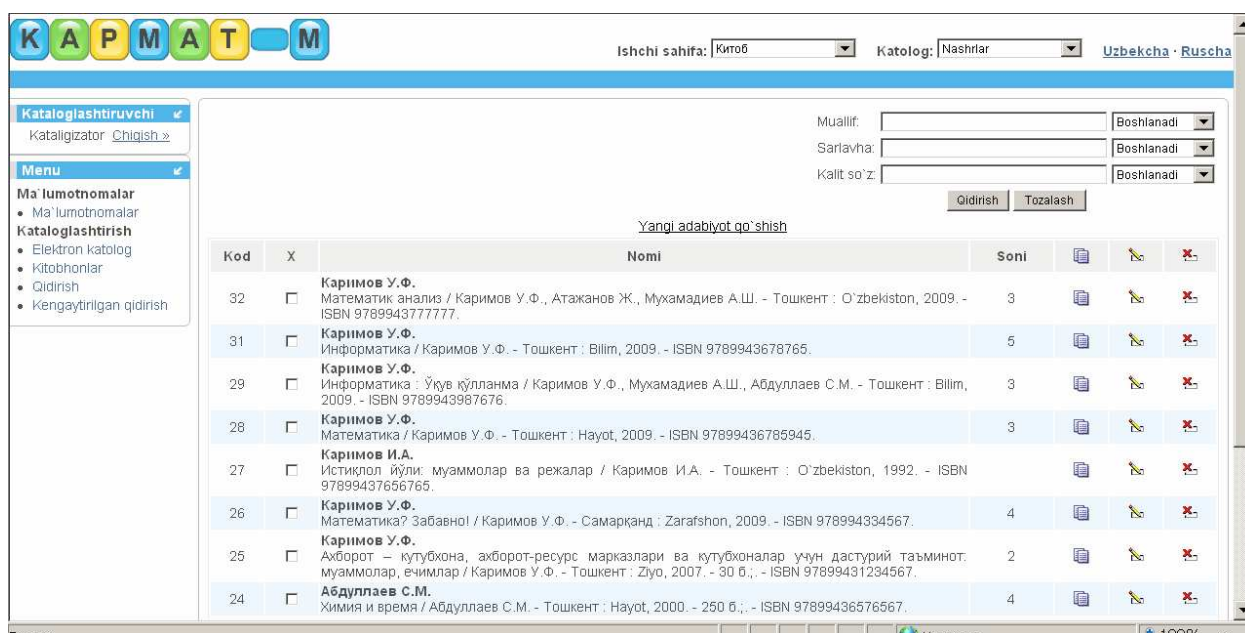 КАРМАТ-М
Ishchi sahifa: Китоб Katolog: Nashrlar Uzbekcha · Ruscha
Kataloglashtiruvchi
Kataligizator Chiqish »
Menu
Ma`lumotnomalar
• Ma`lumotnomalar
Kataloglashtirish
• Elektron katolog
• Kitobhonlar
• Qidirish
• Kengaytirilgan qidirish
Muallif: Boshlanadi
Sarlavha: Boshlanadi
Kalit so`z: Boshlanadi
Qidirish Tozalash
Yangi adabiyot qo`shish
Kod X Nomi Soni
Каримов У.Ф.
32 Математик анализ / Каримов У.Ф., Атажанов Ж., Мухамадиев А.Ш. - Тошкент : O`zbekiston, 2009. - 3
ISBN 9789943777777.
Каримов У.Ф.
31 Информатика / Каримов У.Ф. - Тошкент : Bilim, 2009. - ISBN 9789943678765. 5
Каримов У.Ф.
29 Информатика : Ўқув қўлланма / Каримов У.Ф., Мухамадиев А.Ш., Абдуллаев С.М. - Тошкент : Bilim, 3
2009. - ISBN 9789943987676.
Каримов У.Ф.
28 Математика / Каримов У.Ф. - Тошкент : Hayot, 2009. - ISBN 97899436785945. 3
Каримов И.А.
27 Истиқлол йўли: муаммолар ва режалар / Каримов И.А. - Тошкент : O`zbekiston, 1992. - ISBN
97899437656765.
Каримов У.Ф.
26 Математика? Забавно! / Каримов У.Ф. - Самарқанд : Zarafshon, 2009. - ISBN 978994334567. 4
Каримов У.Ф.
25 Ахборот – кутубхона, ахборот-ресурс марказлари ва кутубхоналар учун дастурий таъминот: 2
муаммолар, ечимлар / Каримов У.Ф. - Тошкент : Ziyo, 2007. - 30 б.;. - ISBN 97899431234567.
Абдуллаев С.М.
24 Химия и время / Абдуллаев С.М. - Тошкент : Hayot, 2000. - 250 б.;. - ISBN 97899436576567. 4
100%